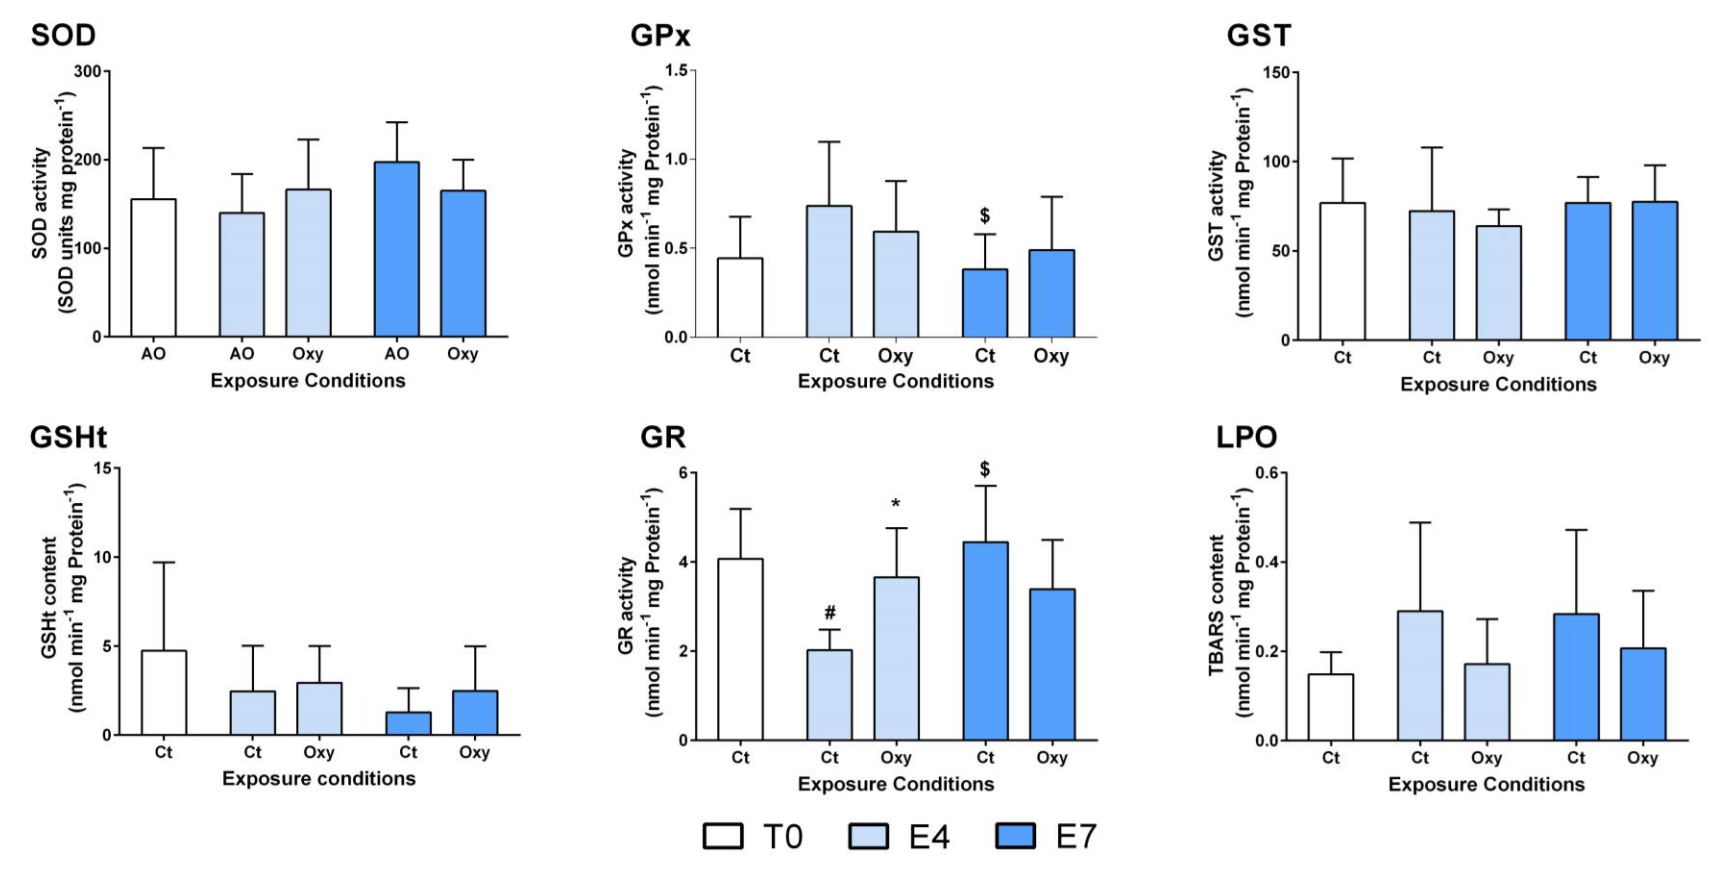 SOD
SOD activity
(SOD units mg protein⁻¹)
300
200
100
0
AO AO Oxy AO Oxy
Exposure Conditions
GPx
GPx activity
(nmol min⁻¹ mg Protein⁻¹)
1.5
1.0
0.5
0.0
$
Ct Ct Oxy Ct Oxy
Exposure Conditions
GST
GST activity
(nmol min⁻¹ mg Protein⁻¹)
150
100
50
0
Ct Ct Oxy Ct Oxy
Exposure Conditions
GSHt
GSHt content
(nmol min⁻¹ mg Protein⁻¹)
15
10
5
0
Ct Ct Oxy Ct Oxy
Exposure conditions
GR
GR activity
(nmol min⁻¹ mg Protein⁻¹)
6
4
2
0
# * $
Ct Ct Oxy Ct Oxy
Exposure Conditions
LPO
TBARS content
(nmol min⁻¹ mg Protein⁻¹)
0.6
0.4
0.2
0.0
Ct Ct Oxy Ct Oxy
Exposure Conditions
T0 E4 E7